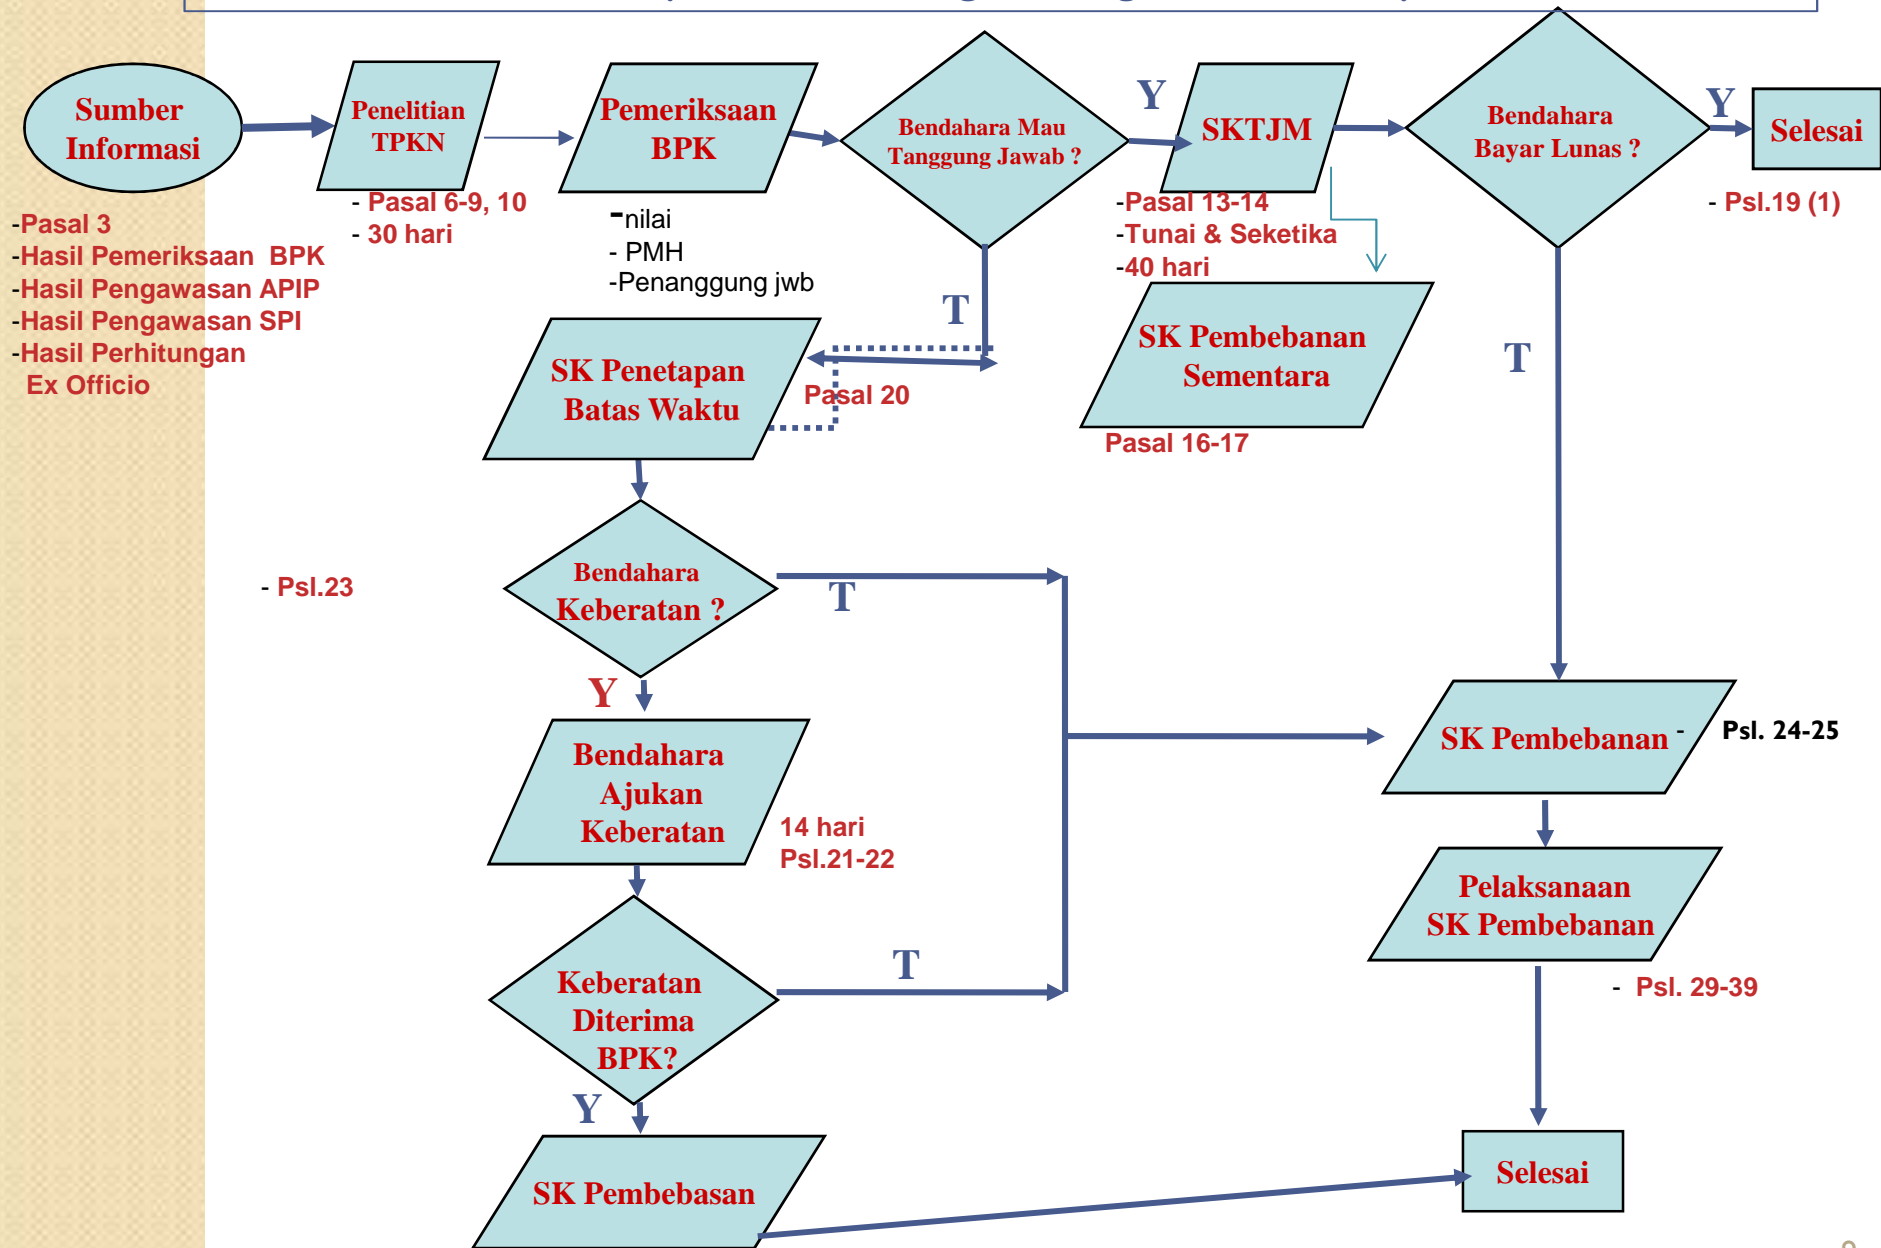 Sumber
Informasi
-Pasal 3
-Hasil Pemeriksaan BPK
-Hasil Pengawasan APIP
-Hasil Pengawasan SPI
-Hasil Perhitungan
Ex Officio
Penelitian
TPKN
- Pasal 6-9, 10
- 30 hari
Pemeriksaan
BPK
-nilai
- PMH
-Penanggung jwb
Bendahara Mau
Tanggung Jawab ?
Y
T
SKTJM
-Pasal 13-14
-Tunai & Seketika
-40 hari
SK Pembebanan
Sementara
Pasal 16-17
Bendahara
Bayar Lunas ?
Y
T
Selesai
- Psl.19 (1)
SK Penetapan
Batas Waktu
Pasal 20
Bendahara
Keberatan ?
- Psl.23
T
Y
Bendahara
Ajukan
Keberatan
14 hari
Psl.21-22
Keberatan
Diterima
BPK?
T
Y
SK Pembebasan
SK Pembebanan -
Psl. 24-25
Pelaksanaan
SK Pembebanan
- Psl. 29-39
Selesai